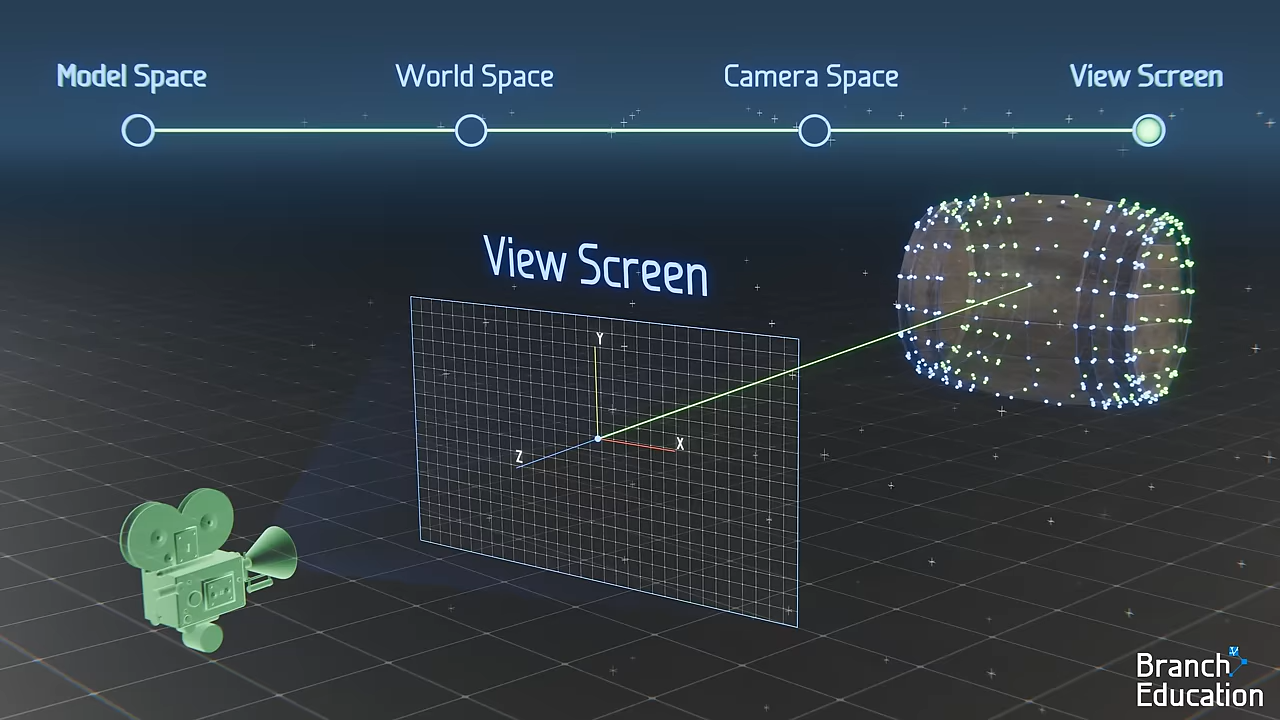 Model Space
World Space
Camera Space
View Screen
View Screen
Y
X
Z
Branch
Education